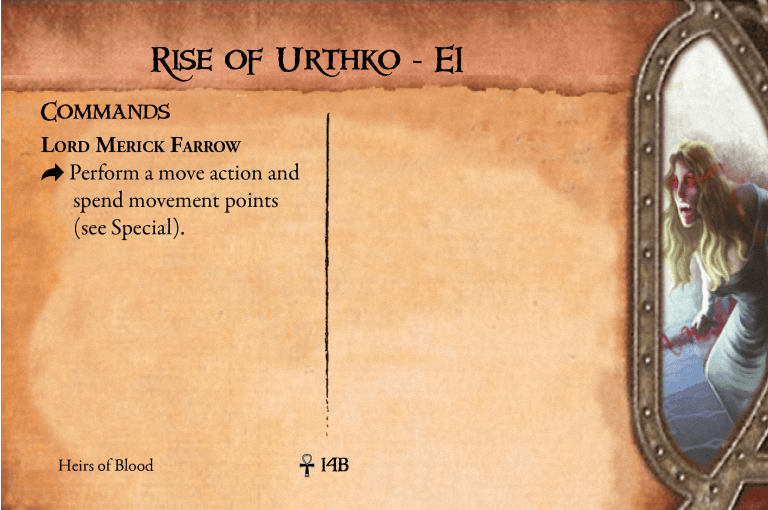 Rise of Urthko - E1
Commands
Lord Merick Farrow
Perform a move action and
spend movement points
(see Special).
Heirs of Blood
14B